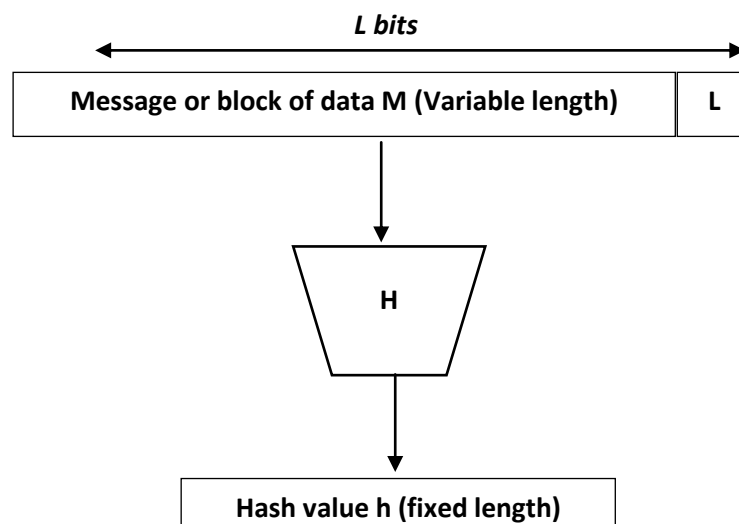 L bits
Message or block of data M (Variable length) L
H
Hash value h (fixed length)